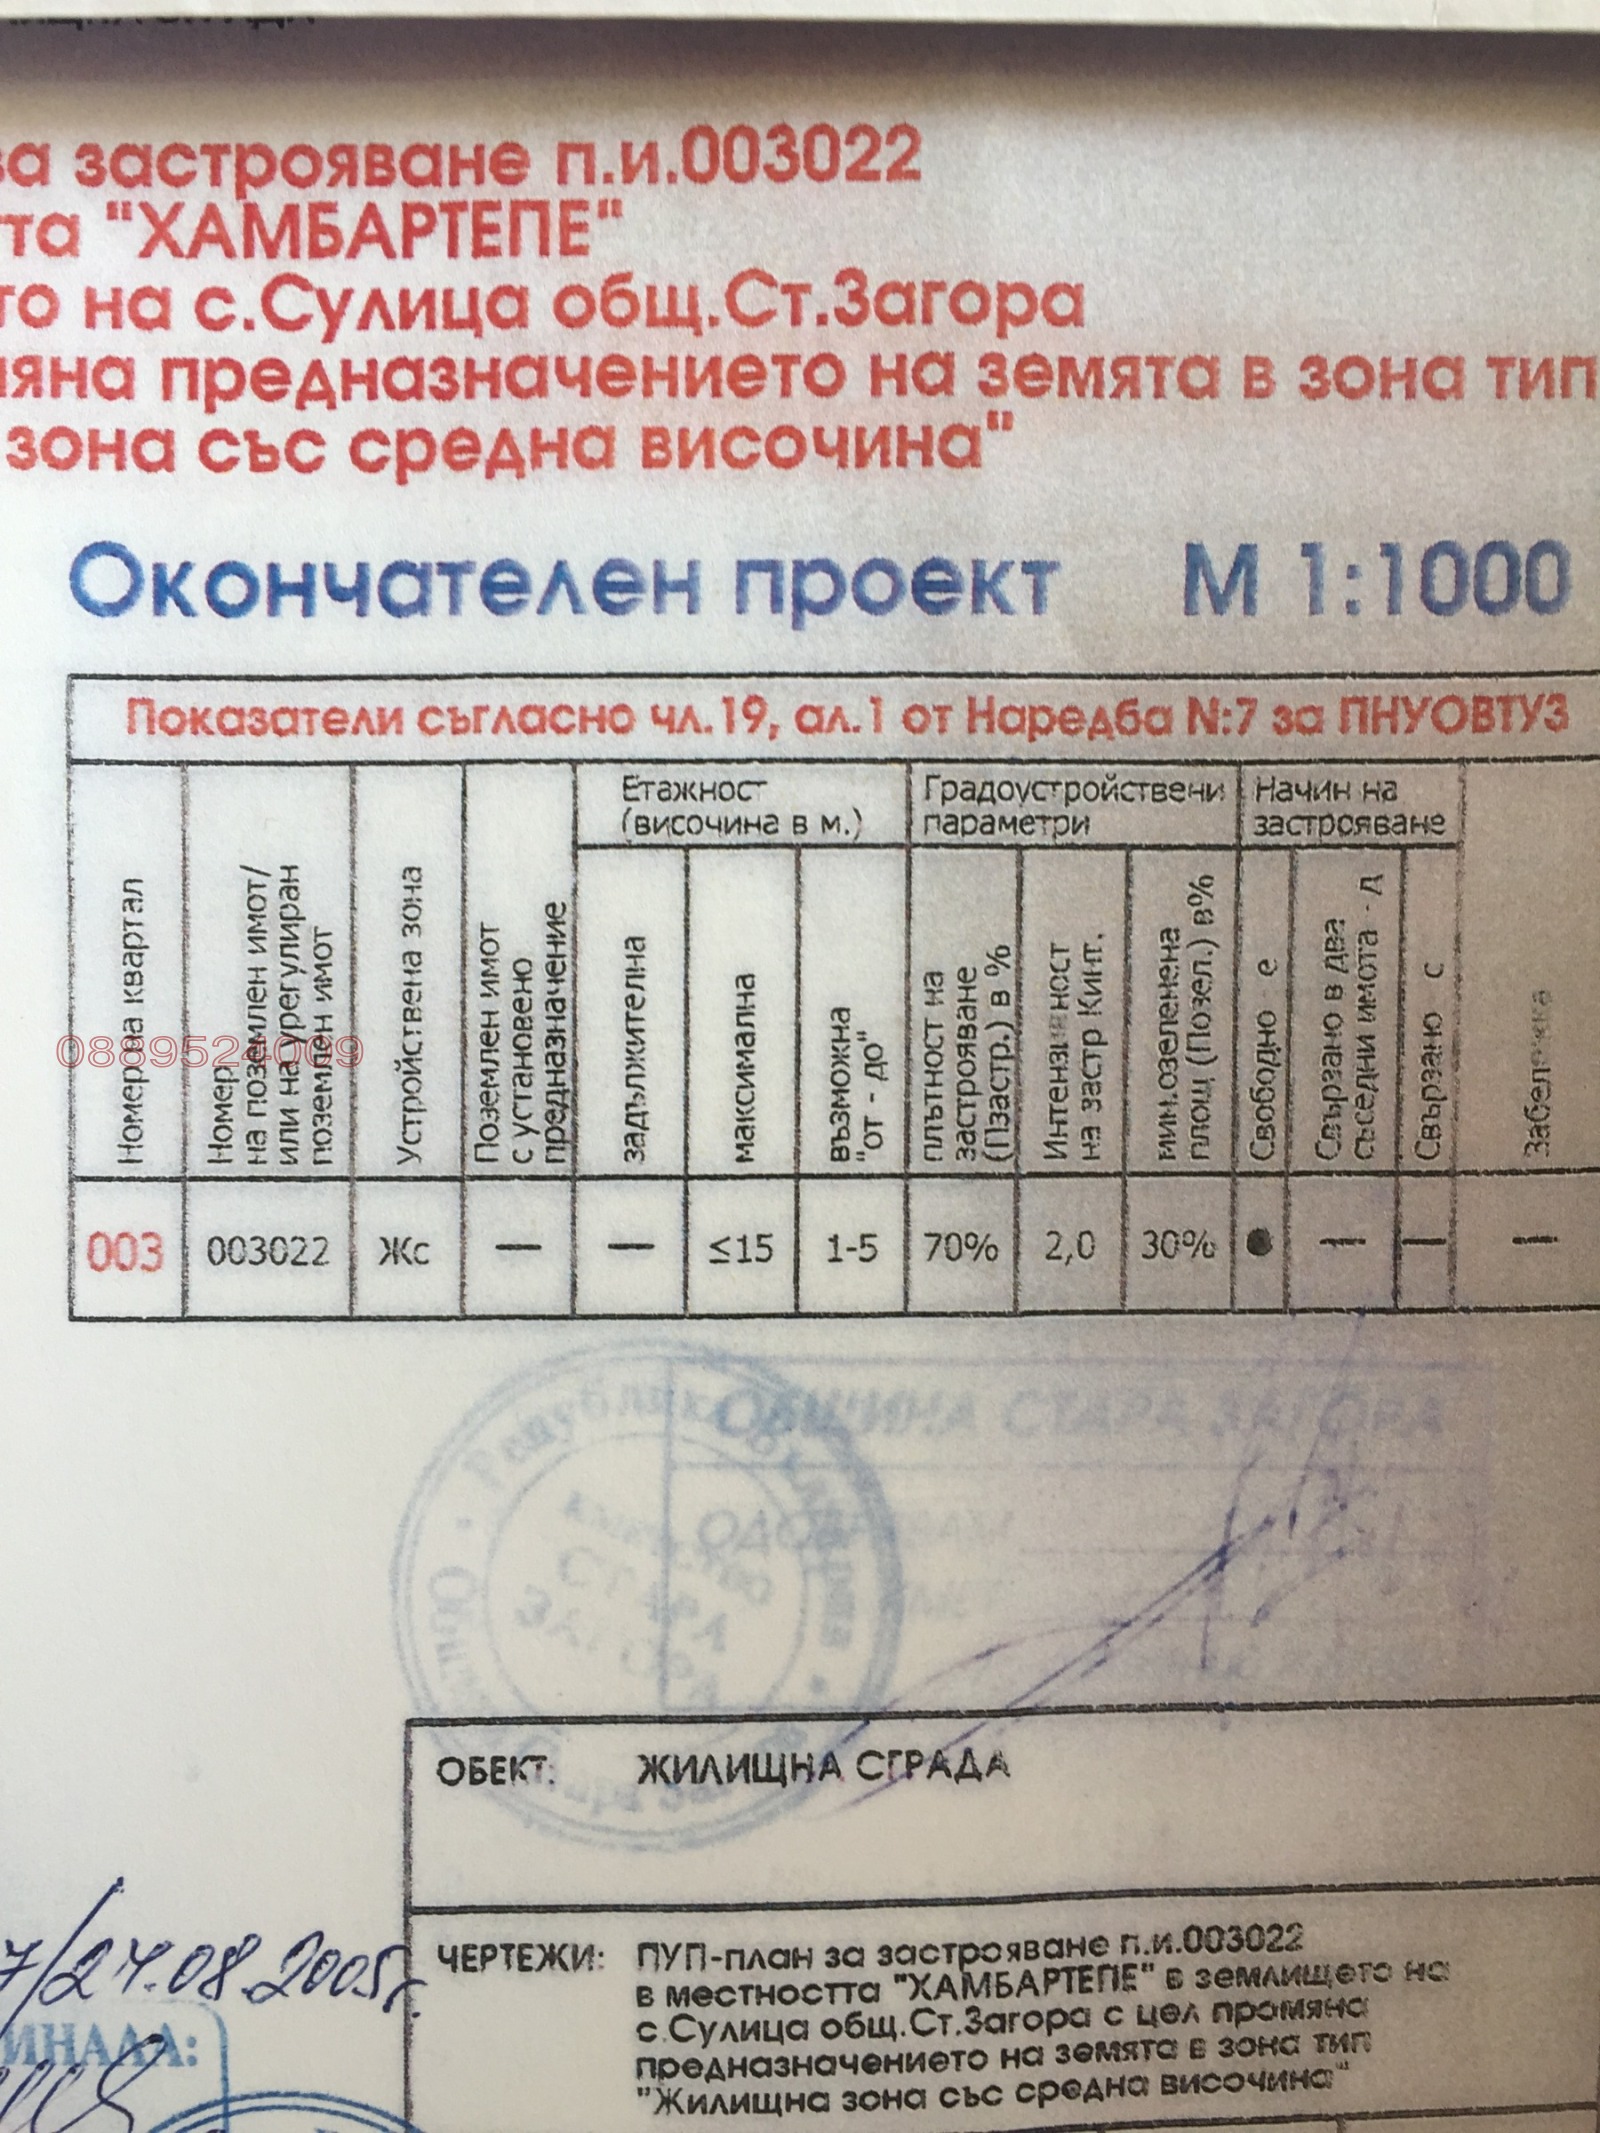 за застрояване п.и.003022
"ХАМБАРТЕПЕ"
то на с.Сулица общ.Ст.Загора
предназначението на земята в зона тип
зона със средна височина"
Окончателен проект М 1:1000
Показатели съгласно чл.19, ал.1 от Наредба N:7 за ПНУОВТУЗ
Номера на квартал
Номер
на поземлен имот/
или на урегулиран
поземлен имот
Устройствена зона
Поземлен имот
с установено
предназначение
Етажност
(височина в м.)
задължителна
максимална
възможна
"от - до"
Градоустройствени
параметри
плътност на
застрояване
(Пзастр.) в %
Интензивност
на застр Кинт.
мин.озеленена
площ (Позел.) в%
Начин на
застрояване
Свободно е
Свързано в два
съседни имота - д
Свързано с
Забележка
0889524009
003 003022 Жс — — ≤15 1-5 70% 2,0 30% ● — — —
Република България
ОБЩИНА СТАРА ЗАГОРА
СТАРА
ЗАГОРА
ОБЕКТ: ЖИЛИЩНА СГРАДА
7/24.08.2005г.
ЧЕРТЕЖИ: ПУП-план за застрояване п.и.003022
в местността "ХАМБАРТЕПЕ" в землището на
с.Сулица общ.Ст.Загора с цел промяна
предназначението на земята в зона тип
"Жилищна зона със средна височина"